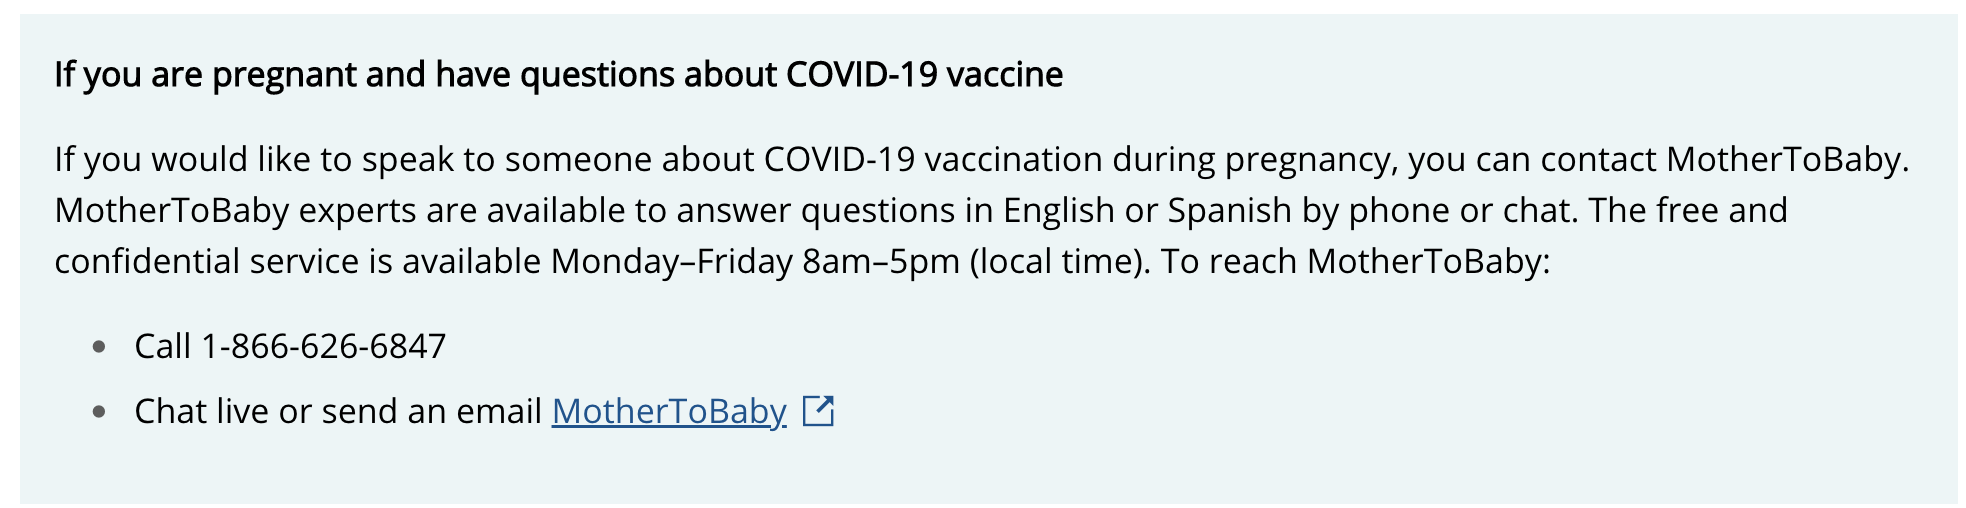 If you are pregnant and have questions about COVID-19 vaccine
If you would like to speak to someone about COVID-19 vaccination during pregnancy, you can contact MotherToBaby.
MotherToBaby experts are available to answer questions in English or Spanish by phone or chat. The free and
confidential service is available Monday–Friday 8am–5pm (local time). To reach MotherToBaby:
• Call 1-866-626-6847
• Chat live or send an email MotherToBaby